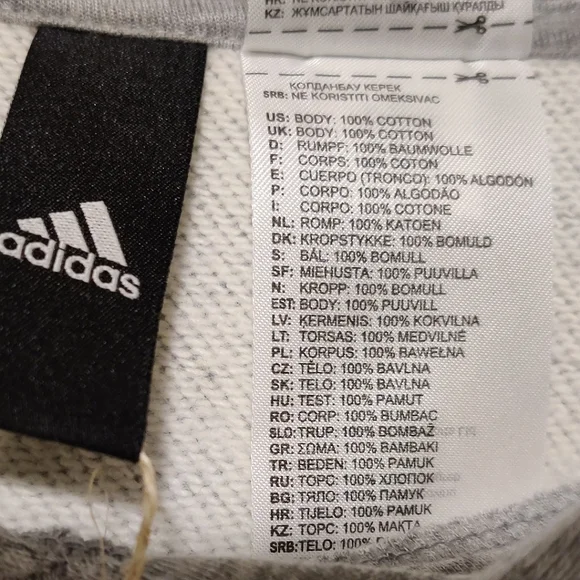 KZ: ЖҰМСАРТАТЫН ШАЙҚАҒЫШ ҚҰРАЛДЫ
ҚОЛДАНБАУ КЕРЕК
SRB: NE KORISTITI OMEKSIVAC
US: BODY: 100% COTTON
UK: BODY: 100% COTTON
D: RUMPF: 100% BAUMWOLLE
F: CORPS: 100% COTON
E: CUERPO (TRONCO): 100% ALGODÓN
P: CORPO: 100% ALGODÃO
I: CORPO: 100% COTONE
NL: ROMP: 100% KATOEN
DK: KROPSTYKKE: 100% BOMULD
S: BÅL: 100% BOMULL
SF: MIEHUSTA: 100% PUUVILLA
N: KROPP: 100% BOMULL
EST: BODY: 100% PUUVILL
LV: ĶERMENIS: 100% KOKVILNA
LT: TORSAS: 100% MEDVILNĖ
PL: KORPUS: 100% BAWEŁNA
CZ: TĚLO: 100% BAVLNA
SK: TELO: 100% BAVLNA
HU: TEST: 100% PAMUT
RO: CORP: 100% BUMBAC
SLO: TRUP: 100% BOMBAŽ
GR: ΣΩΜΑ: 100% ΒΑΜΒΑΚΙ
TR: BEDEN: 100% PAMUK
RU: ТОРС: 100% ХЛОПОК
BG: ТЯЛО: 100% ПАМУК
HR: TIJELO: 100% PAMUK
KZ: ТОРС: 100% МАҚТА
SRB: TELO: 100%
adidas